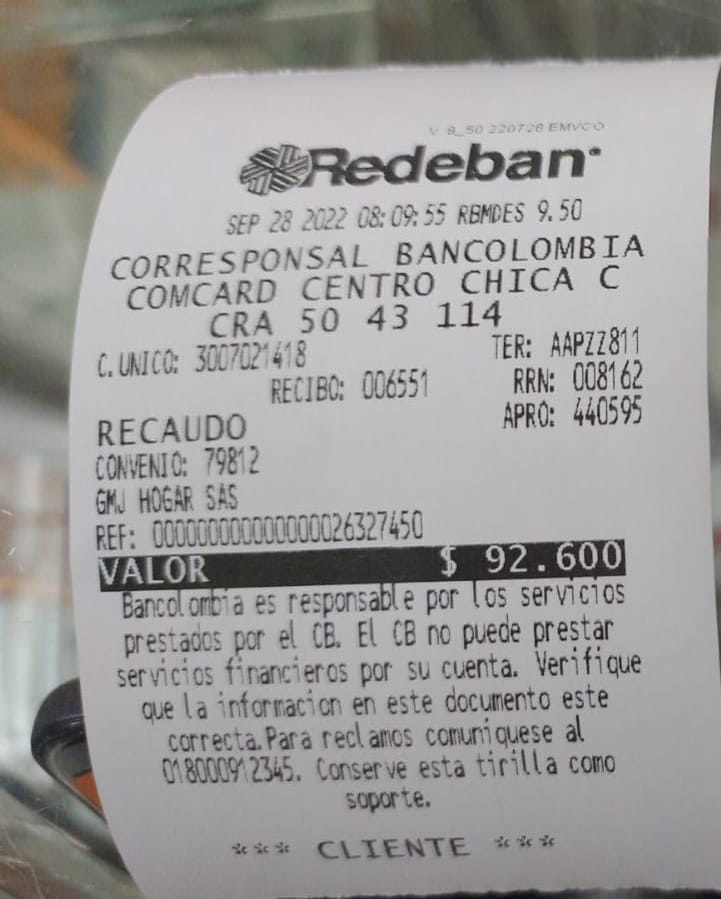 V 9_50 220728 EMVCO
Redeban
SEP 28 2022 08:09:55 RBMDES 9.50
CORRESPONSAL BANCOLOMBIA
COMCARD CENTRO CHICA C
CRA 50 43 114
C. UNICO: 3007021418 TER: AAPZZ811
RECIBO: 006551 RRN: 008162
RECAUDO APRO: 440595
CONVENIO: 79812
GMJ HOGAR SAS
REF: 000000000000000026327450
VALOR $ 92.600
Bancolombia es responsable por los servicios
prestados por el CB. El CB no puede prestar
servicios financieros por su cuenta. Verifique
que la informacion en este documento este
correcta.Para reclamos comuniquese al
018000912345. Conserve esta tirilla como
soporte.
*** CLIENTE ***